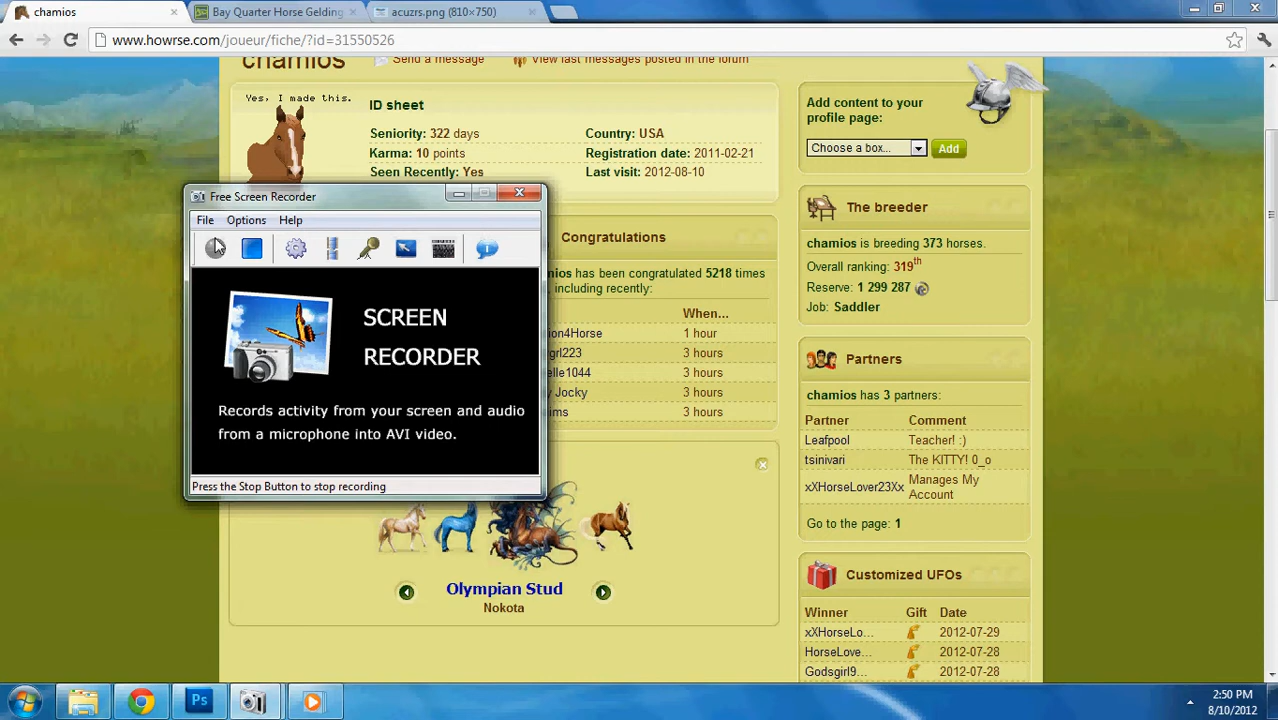 chamios
Bay Quarter Horse Gelding
acuzrs.png (810×750)
www.howrse.com/joueur/fiche/?id=31550526
chamios
Send a message
View last messages posted in the forum
Yes, I made this.
ID sheet
Seniority: 322 days
Country: USA
Karma: 10 points
Registration date: 2011-02-21
Seen Recently: Yes
Last visit: 2012-08-10
Add content to your
profile page:
Choose a box...
Add
Free Screen Recorder
File
Options
Help
SCREEN
RECORDER
Records activity from your screen and audio
from a microphone into AVI video.
Press the Stop Button to stop recording
Congratulations
has been congratulated 5218 times
, including recently:
When...
ion4Horse
1 hour
grl223
3 hours
elle1044
3 hours
y Jocky
3 hours
ims
3 hours
Olympian Stud
Nokota
The breeder
chamios is breeding 373 horses.
Overall ranking: 319th
Reserve: 1 299 287
Job: Saddler
Partners
chamios has 3 partners:
Partner
Comment
Leafpool
Teacher! :)
tsinivari
The KITTY! 0_o
xXHorseLover23Xx
Manages My
Account
Go to the page: 1
Customized UFOs
Winner
Gift
Date
xXHorseLo...
2012-07-29
HorseLove...
2012-07-28
Godsgirl9...
2012-07-28
Ps
2:50 PM
8/10/2012